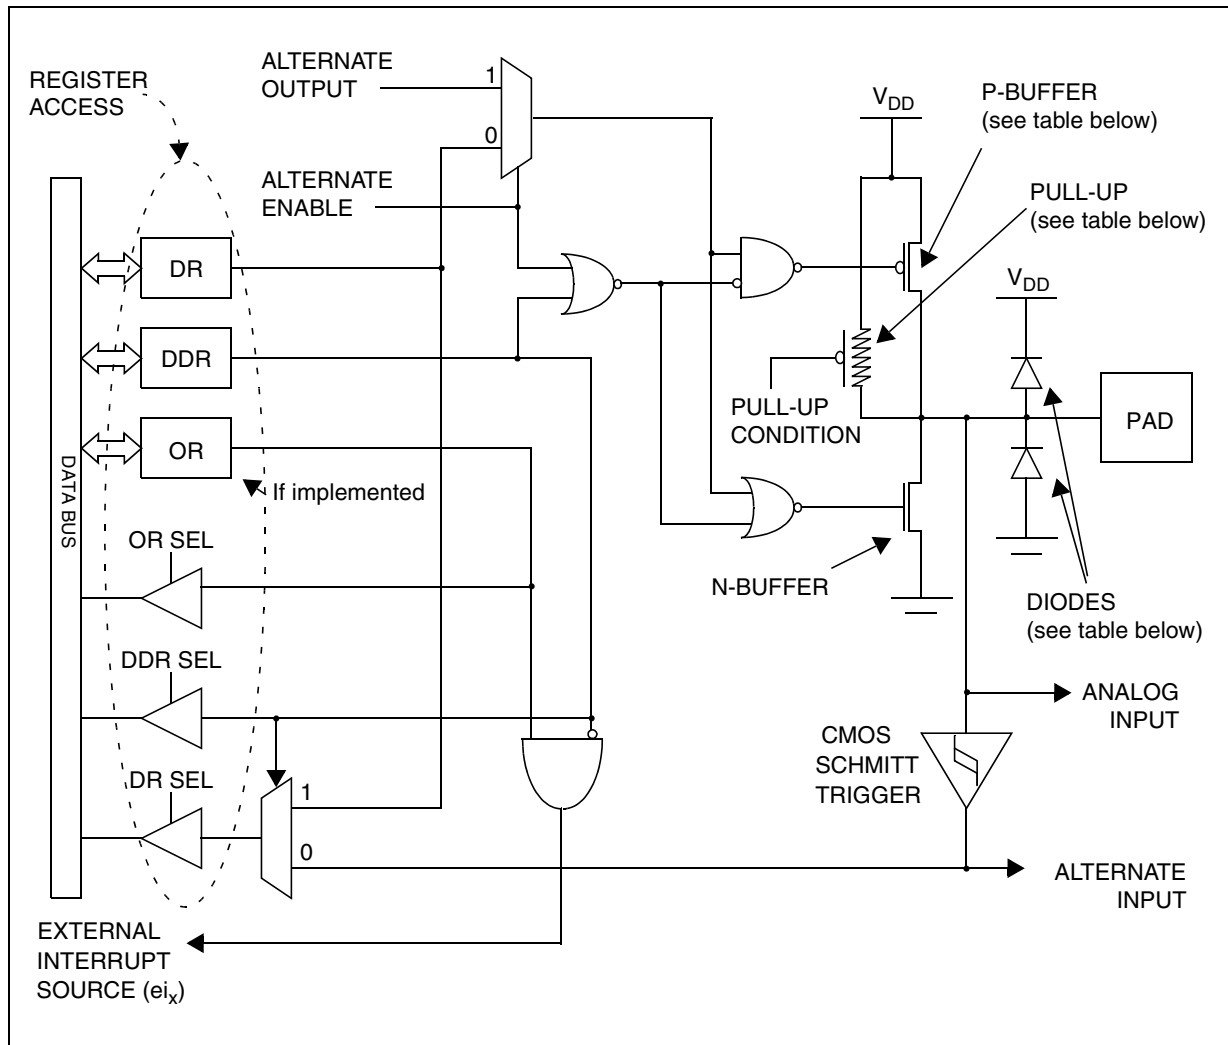 ALTERNATE
OUTPUT
1
0
REGISTER
ACCESS
ALTERNATE
ENABLE
VDD
P-BUFFER
(see table below)
PULL-UP
(see table below)
DR
DDR
OR
If implemented
DATA BUS
PULL-UP
CONDITION
VDD
PAD
N-BUFFER
DIODES
(see table below)
OR SEL
DDR SEL
DR SEL
1
0
CMOS
SCHMITT
TRIGGER
ANALOG
INPUT
ALTERNATE
INPUT
EXTERNAL
INTERRUPT
SOURCE (eix)